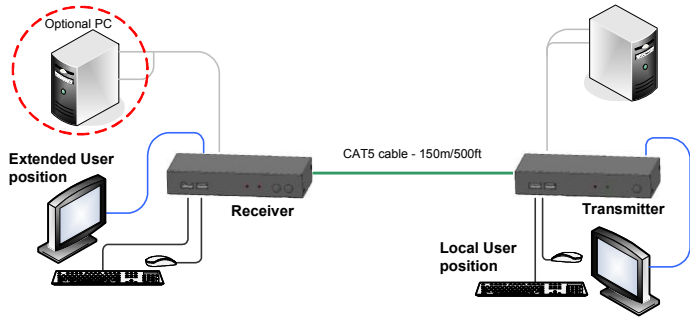 Optional PC
CAT5 cable - 150m/500ft
Extended User
position
Receiver
Transmitter
Local User
position